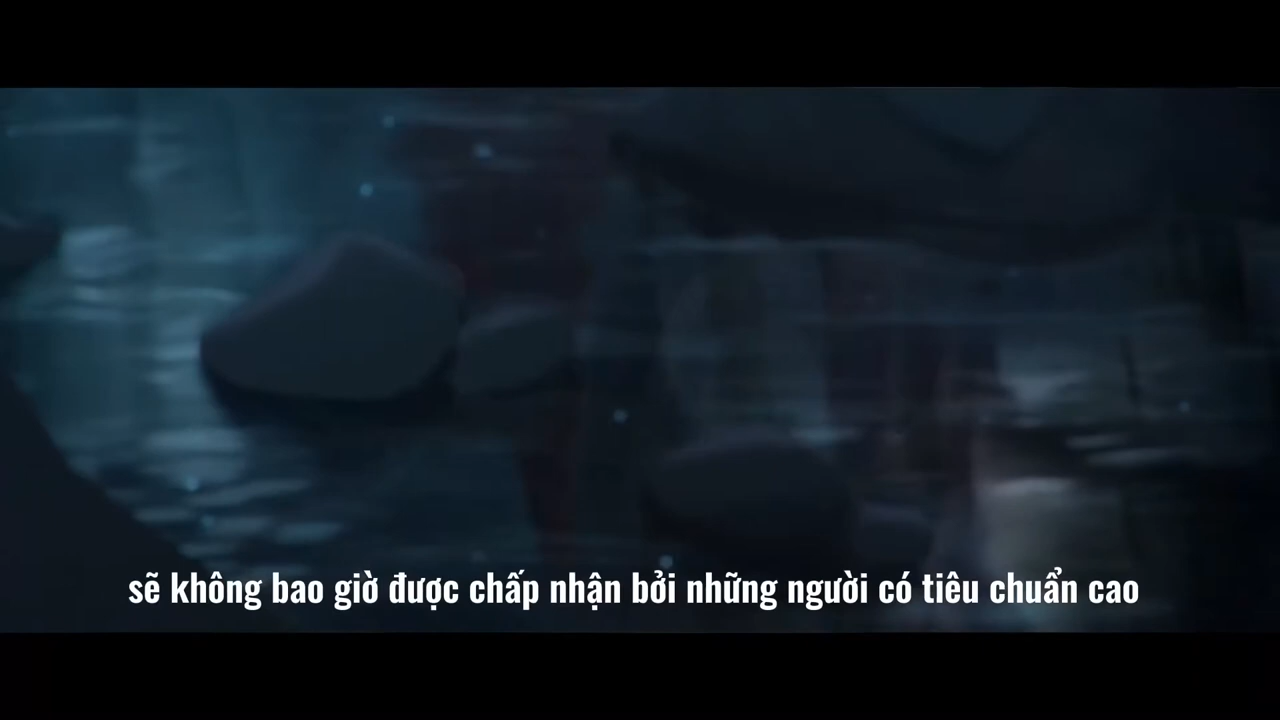 sẽ không bao giờ được chấp nhận bởi những người có tiêu chuẩn cao